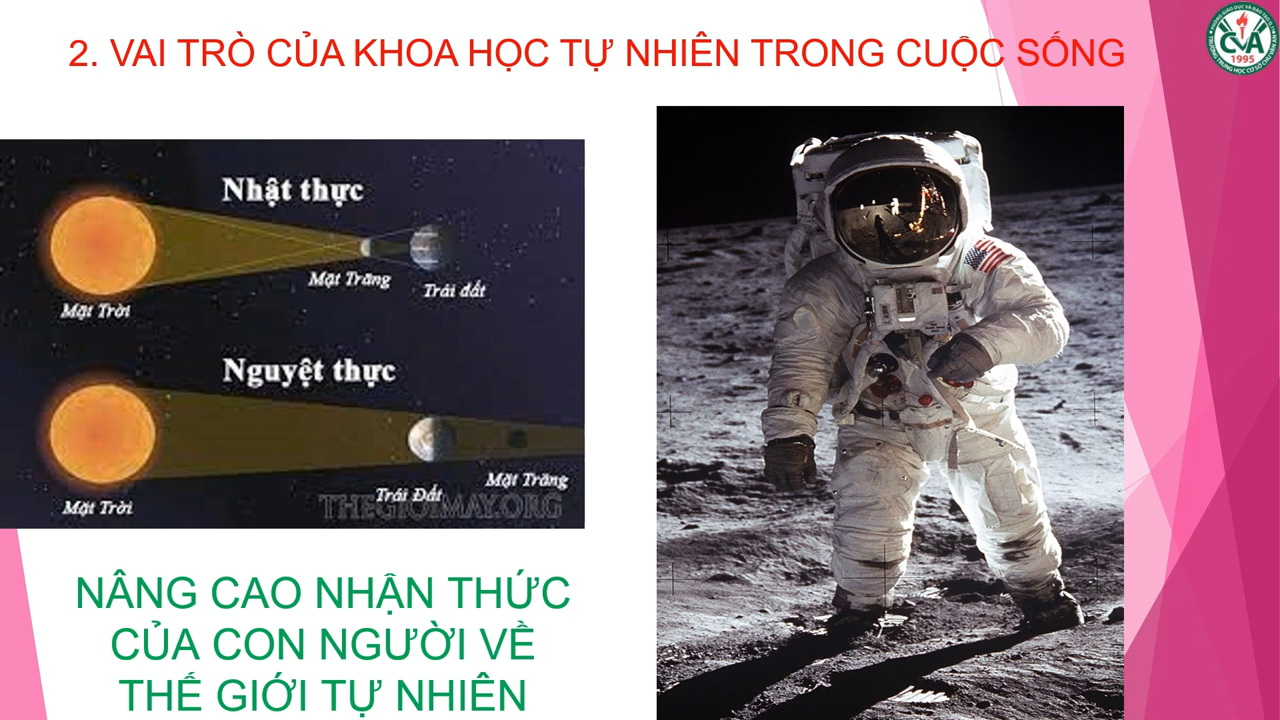 2. VAI TRÒ CỦA KHOA HỌC TỰ NHIÊN TRONG CUỘC SỐNG
CVA
1995
Nhật thực
Mặt Trăng
Trái đất
Mặt Trời
Nguyệt thực
Trái Đất
Mặt Trăng
Mặt Trời
THEGIOIMAY.ORG
NÂNG CAO NHẬN THỨC
CỦA CON NGƯỜI VỀ
THẾ GIỚI TỰ NHIÊN